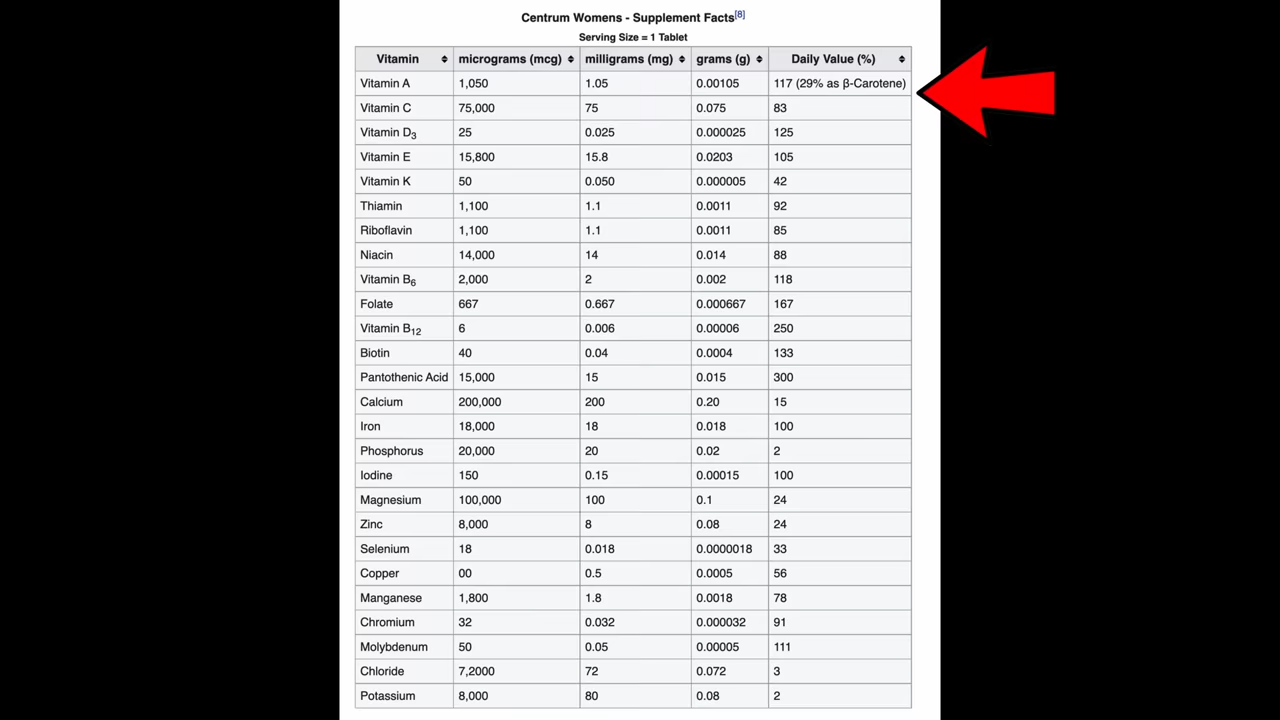 Centrum Womens - Supplement Facts[8]
Serving Size = 1 Tablet
Vitamin micrograms (mcg) milligrams (mg) grams (g) Daily Value (%)
Vitamin A 1,050 1.05 0.00105 117 (29% as β-Carotene)
Vitamin C 75,000 75 0.075 83
Vitamin D3 25 0.025 0.000025 125
Vitamin E 15,800 15.8 0.0203 105
Vitamin K 50 0.050 0.000005 42
Thiamin 1,100 1.1 0.0011 92
Riboflavin 1,100 1.1 0.0011 85
Niacin 14,000 14 0.014 88
Vitamin B6 2,000 2 0.002 118
Folate 667 0.667 0.000667 167
Vitamin B12 6 0.006 0.00006 250
Biotin 40 0.04 0.0004 133
Pantothenic Acid 15,000 15 0.015 300
Calcium 200,000 200 0.20 15
Iron 18,000 18 0.018 100
Phosphorus 20,000 20 0.02 2
Iodine 150 0.15 0.00015 100
Magnesium 100,000 100 0.1 24
Zinc 8,000 8 0.08 24
Selenium 18 0.018 0.0000018 33
Copper 00 0.5 0.0005 56
Manganese 1,800 1.8 0.0018 78
Chromium 32 0.032 0.000032 91
Molybdenum 50 0.05 0.00005 111
Chloride 7,2000 72 0.072 3
Potassium 8,000 80 0.08 2